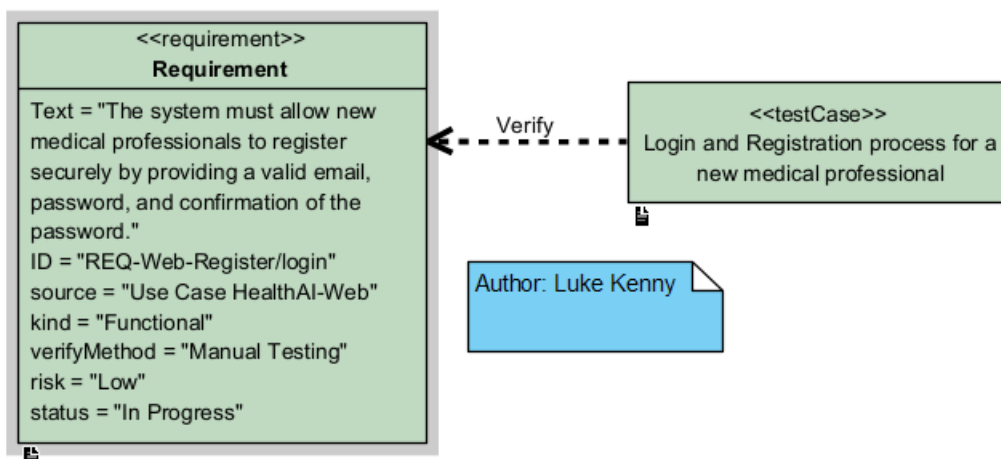 <<requirement>>
Requirement
Text = "The system must allow new
medical professionals to register
securely by providing a valid email,
password, and confirmation of the
password."
ID = "REQ-Web-Register/login"
source = "Use Case HealthAI-Web"
kind = "Functional"
verifyMethod = "Manual Testing"
risk = "Low"
status = "In Progress"
Verify
<<testCase>>
Login and Registration process for a
new medical professional
Author: Luke Kenny